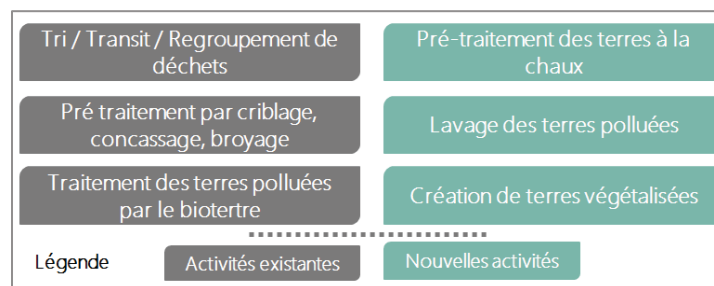 Tri / Transit / Regroupement de
déchets
Pré-traitement des terres à la
chaux
Pré traitement par criblage,
concassage, broyage
Lavage des terres polluées
Traitement des terres polluées
par le biotertre
Création de terres végétalisées
Légende
Activités existantes
Nouvelles activités